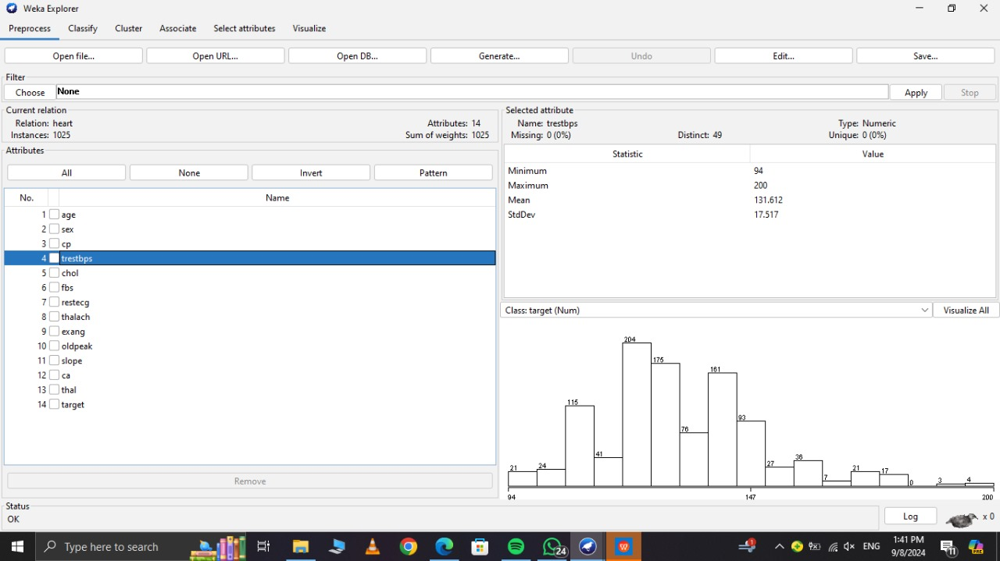 Weka Explorer
Preprocess Classify Cluster Associate Select attributes Visualize
Open file... Open URL... Open DB... Generate... Undo Edit... Save...
Filter
Choose None Apply Stop
Current relation
Relation: heart Attributes: 14
Instances: 1025 Sum of weights: 1025
Attributes
All None Invert Pattern
No. Name
1 age
2 sex
3 cp
4 trestbps
5 chol
6 fbs
7 restecg
8 thalach
9 exang
10 oldpeak
11 slope
12 ca
13 thal
14 target
Remove
Selected attribute
Name: trestbps Type: Numeric
Missing: 0 (0%) Distinct: 49 Unique: 0 (0%)
Statistic Value
Minimum 94
Maximum 200
Mean 131.612
StdDev 17.517
Class: target (Num) Visualize All
21 24 115 41 204 175 76 161 93 27 36 7 21 17 0 3 4
94 147 200
Status
OK
Log x 0
Type here to search
24
W
1
ENG
1:41 PM
9/8/2024
11
PRE